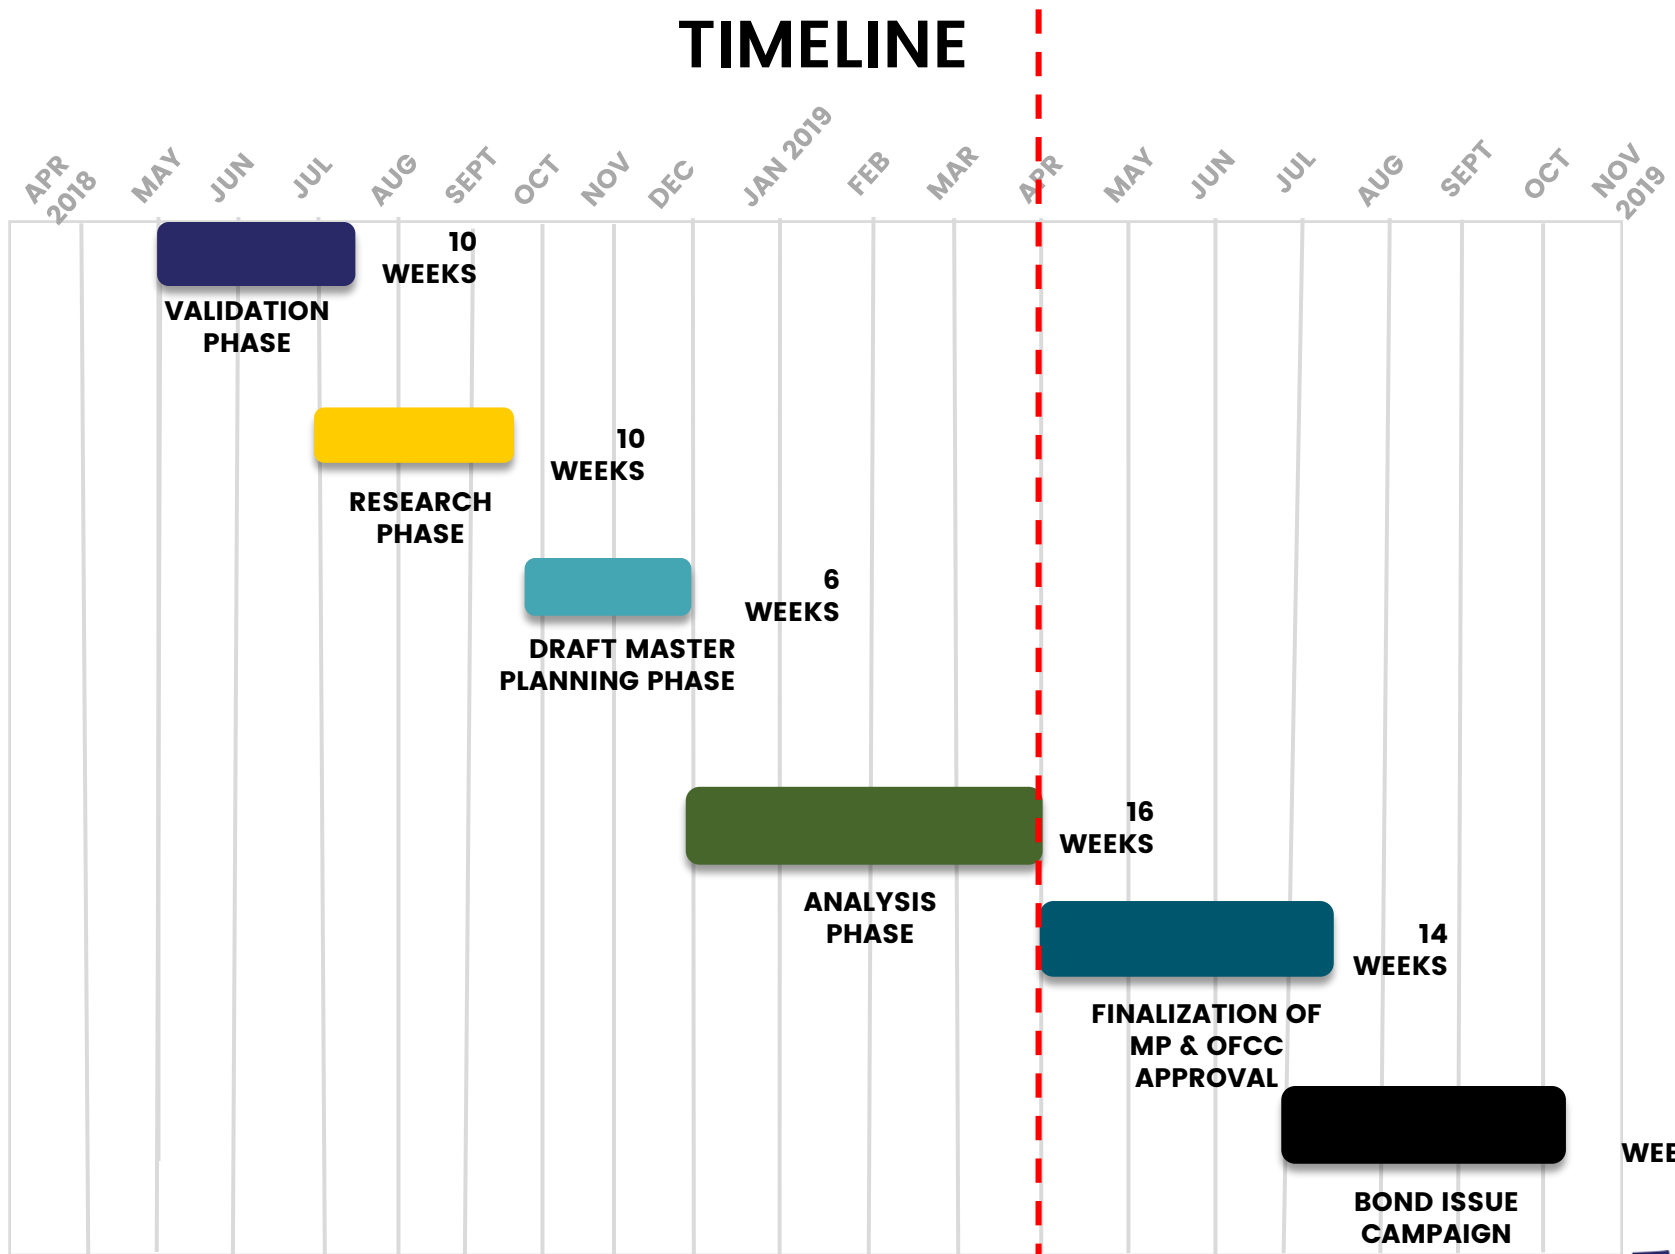 TIMELINE
APR
2018
MAY
JUN
JUL
AUG
SEPT
OCT
NOV
DEC
JAN 2019
FEB
MAR
APR
MAY
JUN
JUL
AUG
SEPT
OCT
NOV
2019
10
WEEKS
VALIDATION
PHASE
10
WEEKS
RESEARCH
PHASE
6
WEEKS
DRAFT MASTER
PLANNING PHASE
16
WEEKS
ANALYSIS
PHASE
14
WEEKS
FINALIZATION OF
MP & OFCC
APPROVAL
BOND ISSUE
CAMPAIGN